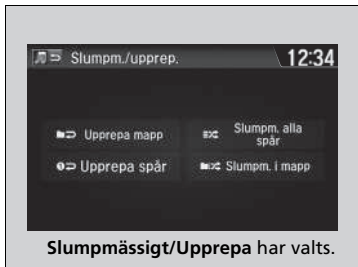 Slumpm./upprep.
12:34
Upprepa mapp
Slumpm. alla
spår
Upprepa spår
Slumpm. i mapp
Slumpmässigt/Upprepa har valts.